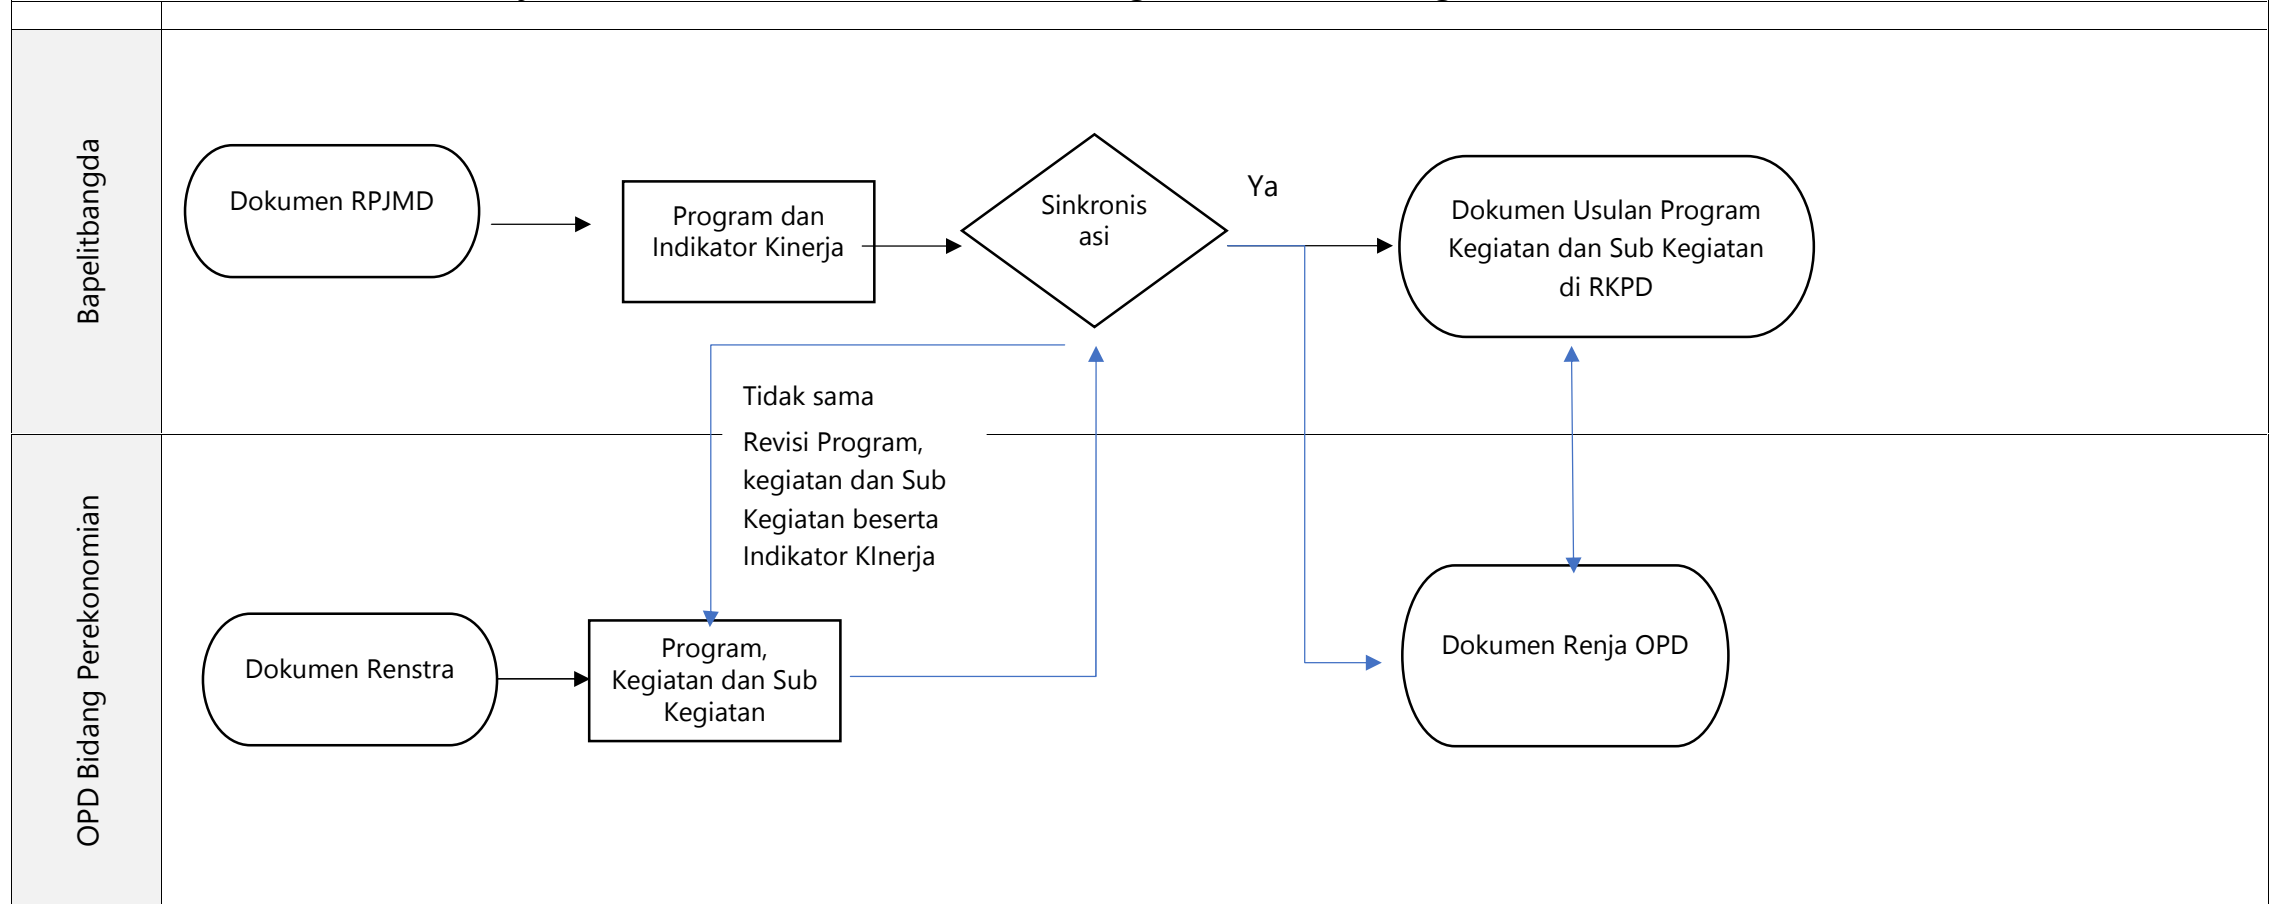 Bapelitbangda
Dokumen RPJMD
Program dan
Indikator Kinerja
Sinkronis
asi
Ya
Dokumen Usulan Program
Kegiatan dan Sub Kegiatan
di RKPD
Tidak sama
Revisi Program,
kegiatan dan Sub
Kegiatan beserta
Indikator KInerja
OPD Bidang Perekonomian
Dokumen Renstra
Program,
Kegiatan dan Sub
Kegiatan
Dokumen Renja OPD